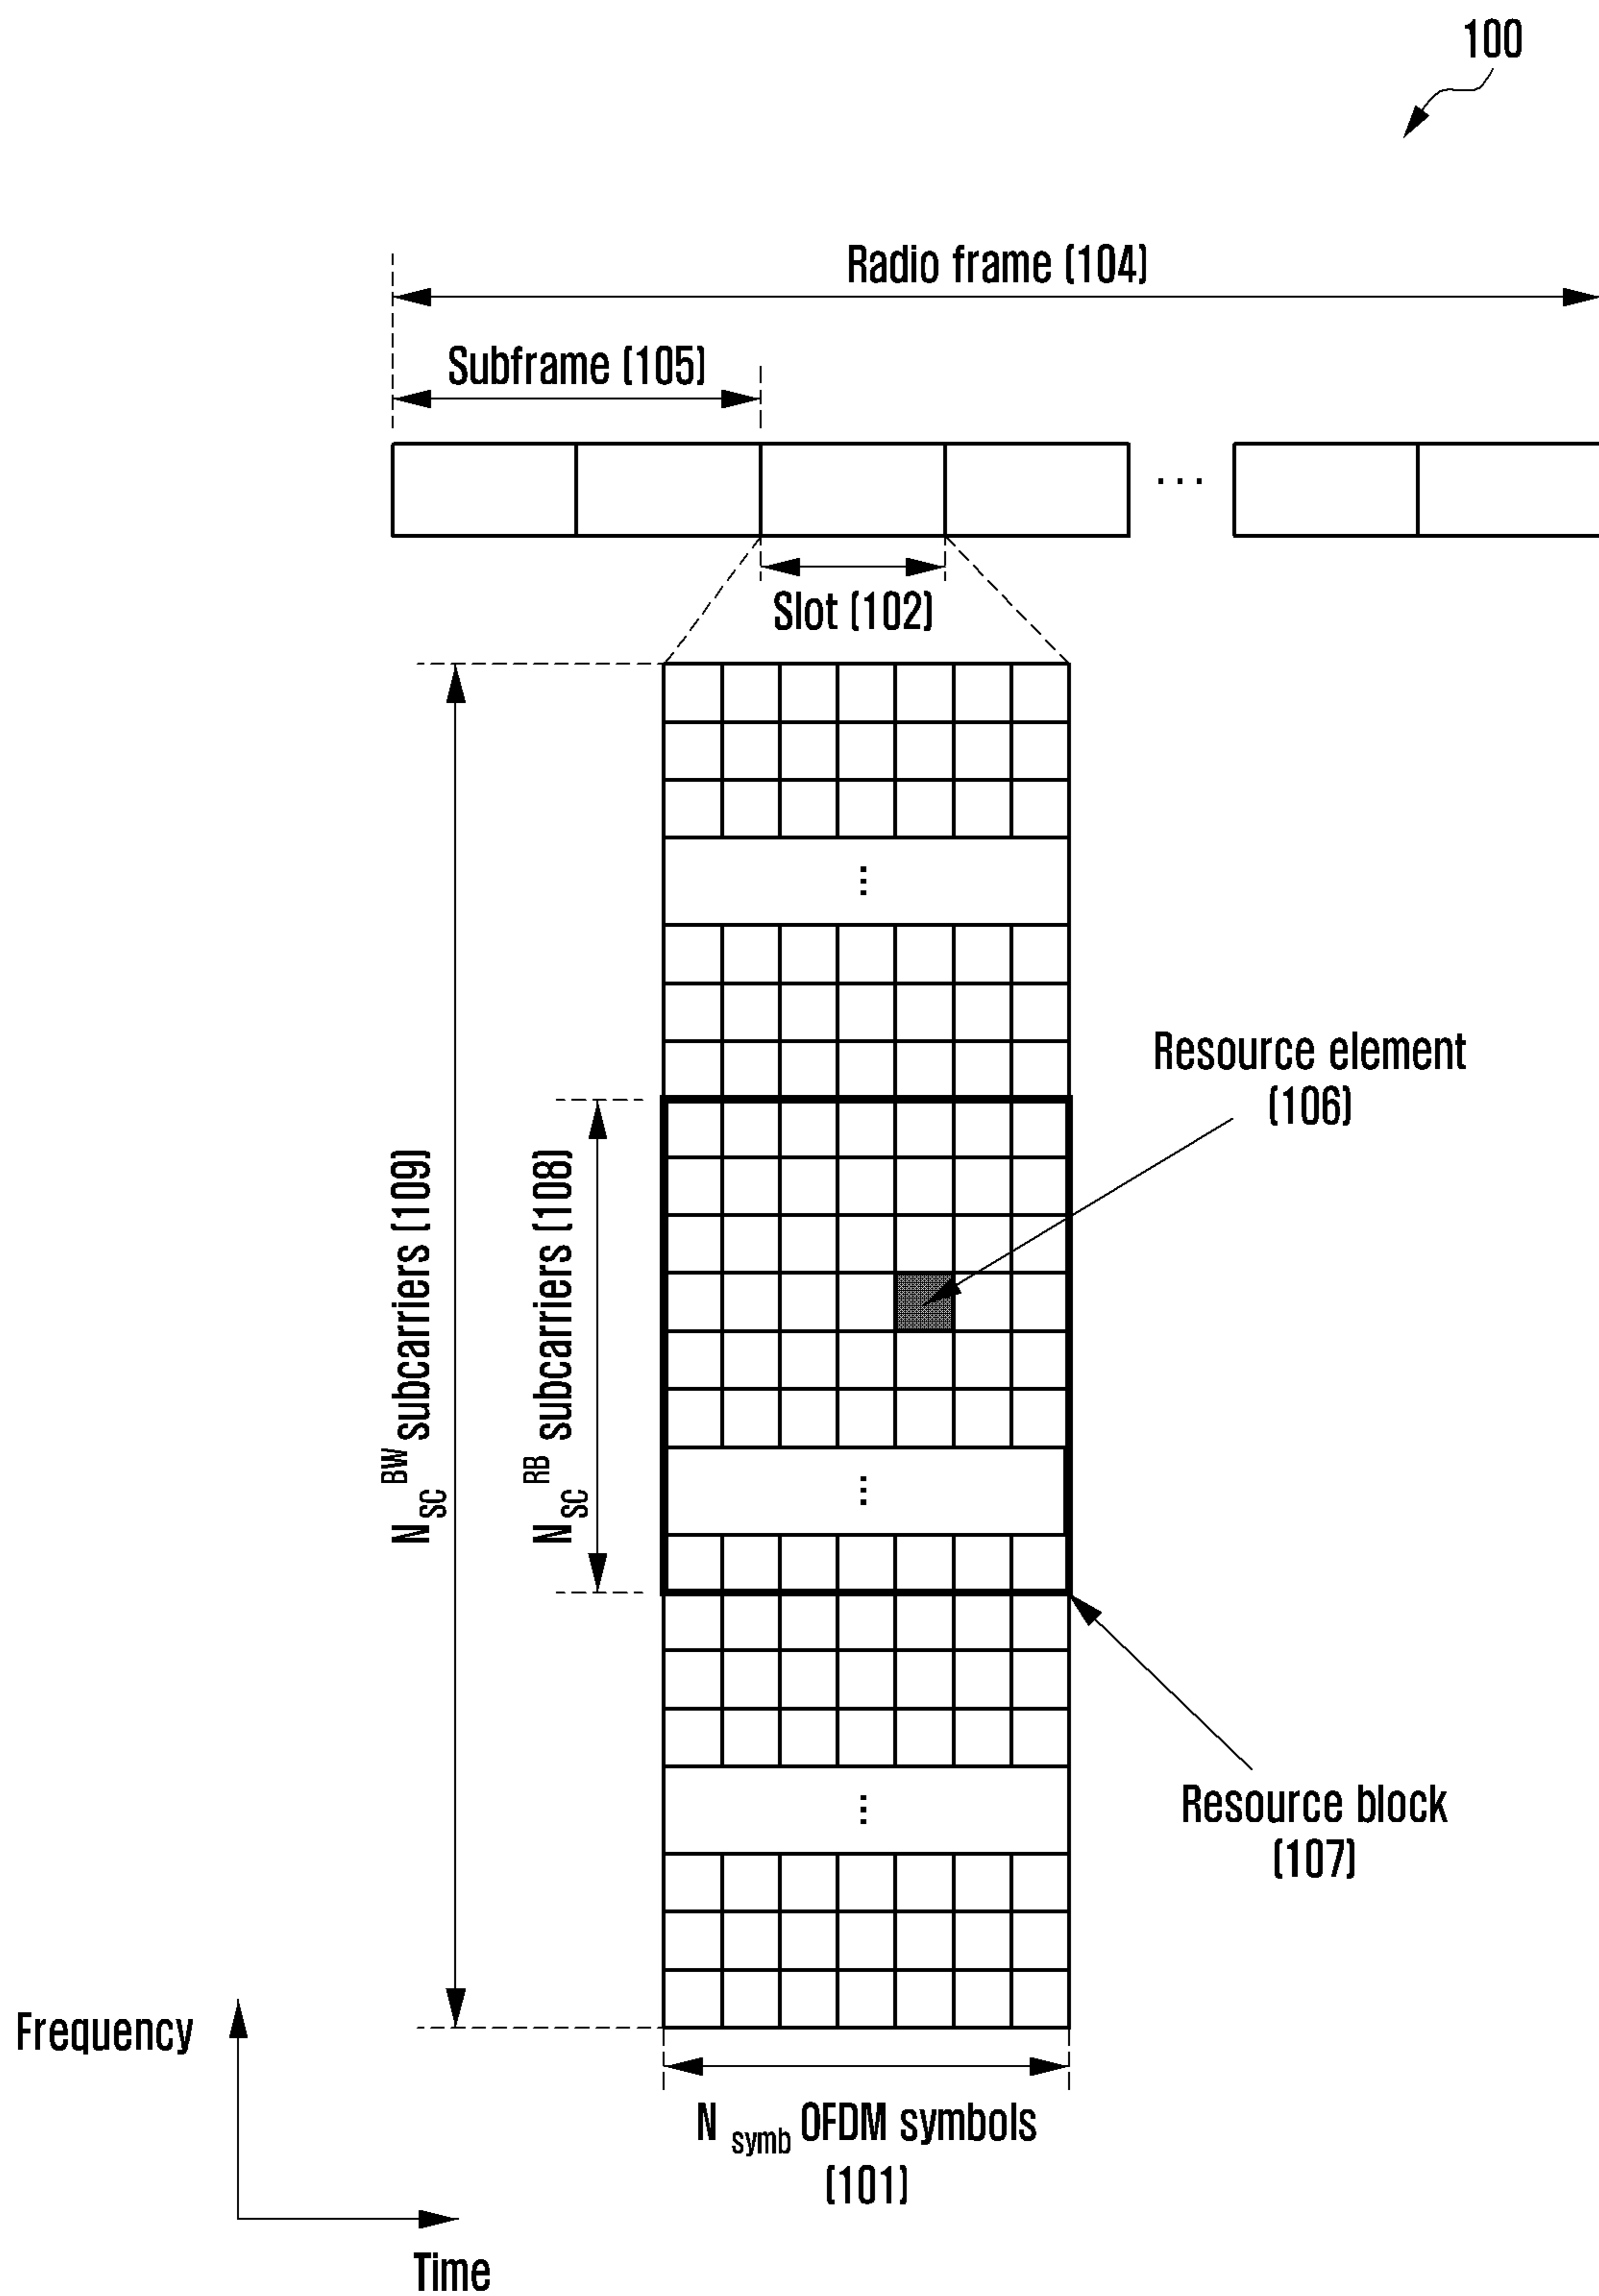 100
Radio frame (104)
Subframe (105)
...
Slot (102)
...
Resource element
(106)
N_SC^BW subcarriers (109)
N_SC^RB subcarriers (108)
...
Resource block
(107)
...
Frequency
Time
N symb OFDM symbols
(101)